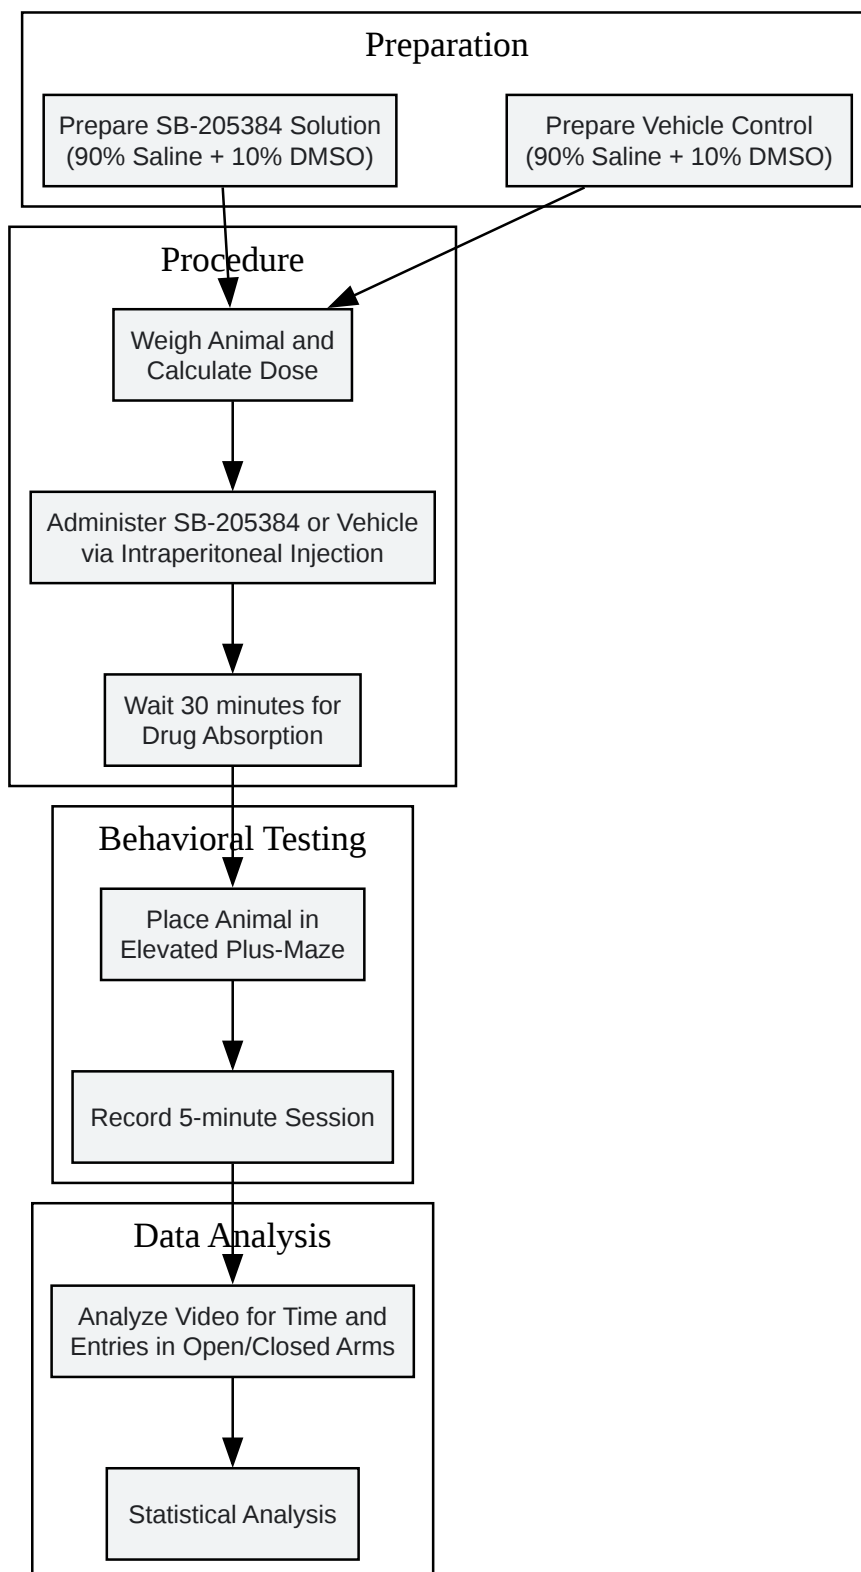 Preparation
Prepare SB-205384 Solution
(90% Saline + 10% DMSO)
Prepare Vehicle Control
(90% Saline + 10% DMSO)
Procedure
Weigh Animal and
Calculate Dose
Administer SB-205384 or Vehicle
via Intraperitoneal Injection
Wait 30 minutes for
Drug Absorption
Behavioral Testing
Place Animal in
Elevated Plus-Maze
Record 5-minute Session
Data Analysis
Analyze Video for Time and
Entries in Open/Closed Arms
Statistical Analysis